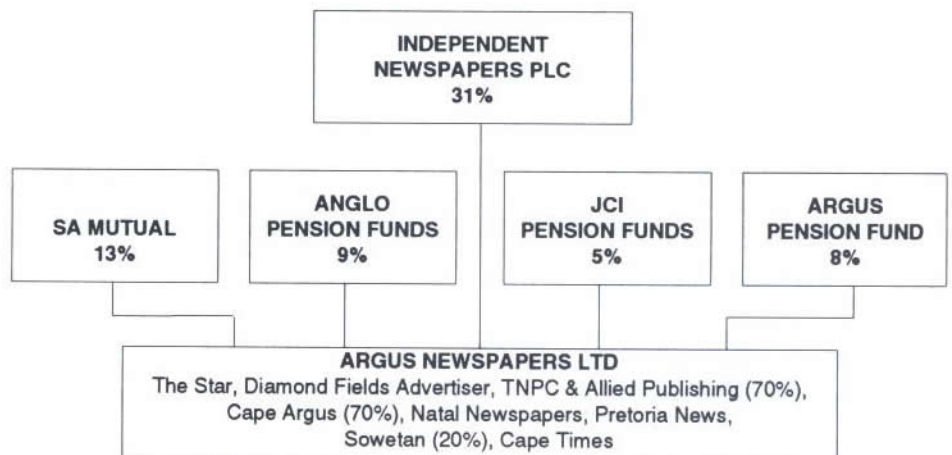 INDEPENDENT
NEWSPAPERS PLC
31%
SA MUTUAL
13%
ANGLO
PENSION FUNDS
9%
JCI
PENSION FUNDS
5%
ARGUS
PENSION FUND
8%
ARGUS NEWSPAPERS LTD
The Star, Diamond Fields Advertiser, TNPC & Allied Publishing (70%),
Cape Argus (70%), Natal Newspapers, Pretoria News,
Sowetan (20%), Cape Times